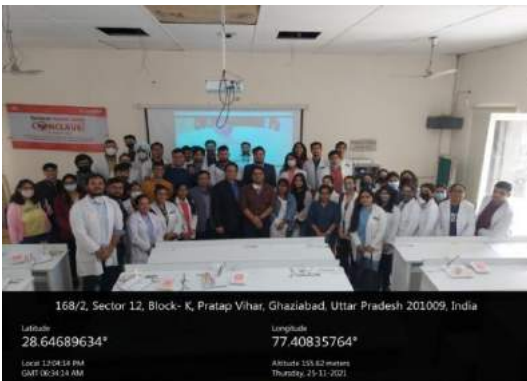 CONCLAVE
168/2, Sector 12, Block- K, Pratap Vihar, Ghaziabad, Uttar Pradesh 201009, India
Latitude
28.64689634°
Longitude
77.40835764°
Local 12:04:14 PM
GMT 06:34:14 AM
Altitude 155.62 meters
Thursday, 25-11-2021